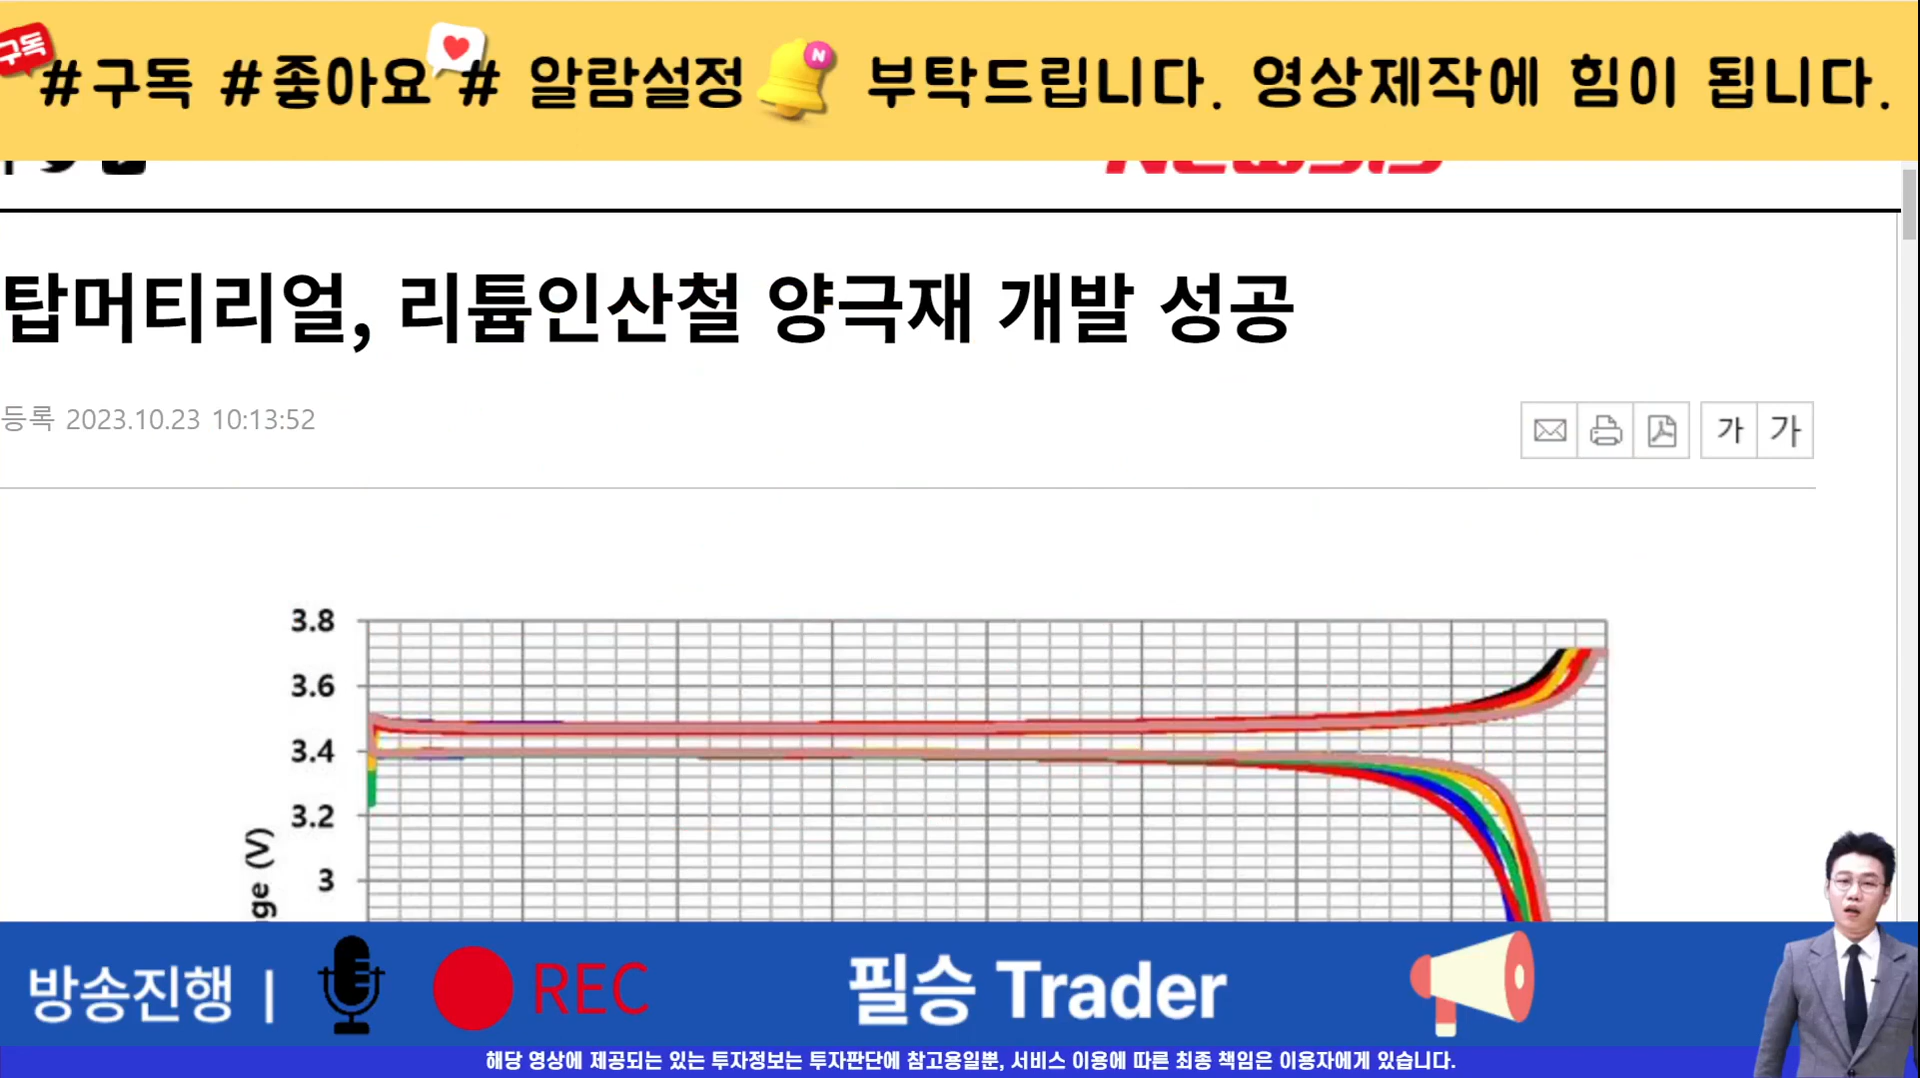 구독
#구독 #좋아요 # 알람설정 N 부탁드립니다. 영상제작에 힘이 됩니다.
Newsis
탑머티리얼, 리튬인산철 양극재 개발 성공
등록 2023.10.23 10:13:52
가 가
3.8
3.6
3.4
3.2
3
ge (V)
방송진행 | REC 필승 Trader
해당 영상에 제공되는 있는 투자정보는 투자판단에 참고용일뿐, 서비스 이용에 따른 최종 책임은 이용자에게 있습니다.